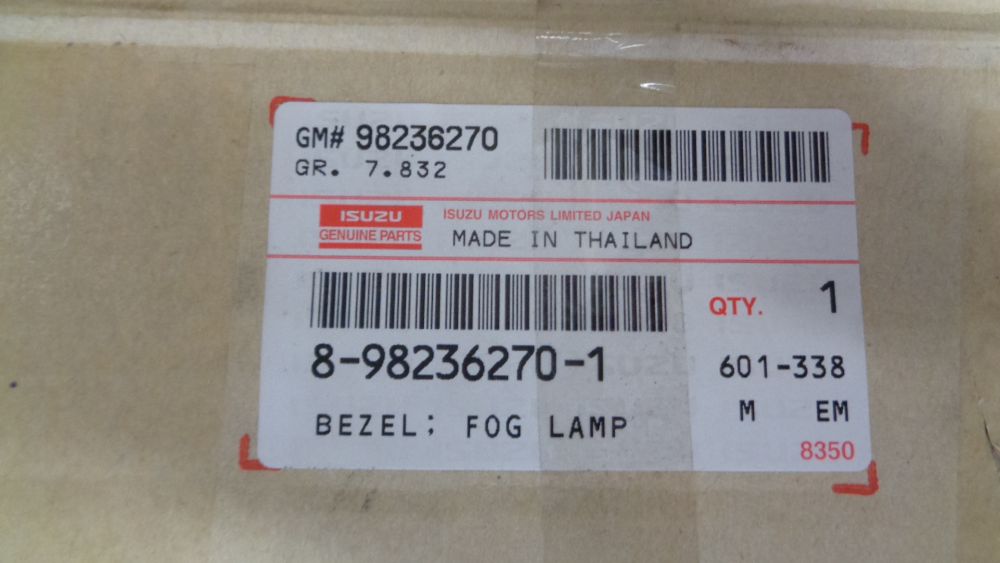 GM# 98236270
GR. 7.832
ISUZU
GENUINE PARTS
ISUZU MOTORS LIMITED JAPAN
MADE IN THAILAND
QTY. 1
8-98236270-1
601-338
BEZEL; FOG LAMP
M EM
8350